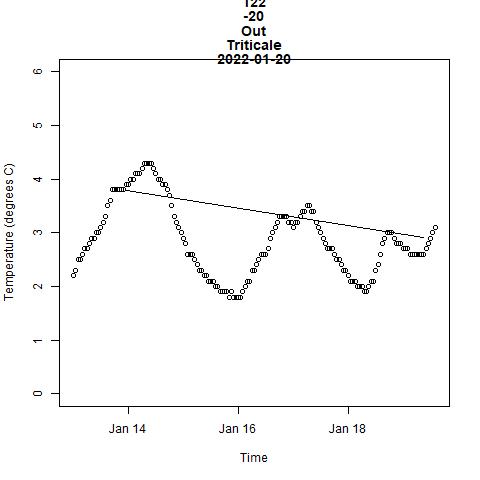 122
-20
Out
Triticale
2022-01-20
Temperature (degrees C)
6
5
4
3
2
1
0
Jan 14
Jan 16
Jan 18
Time